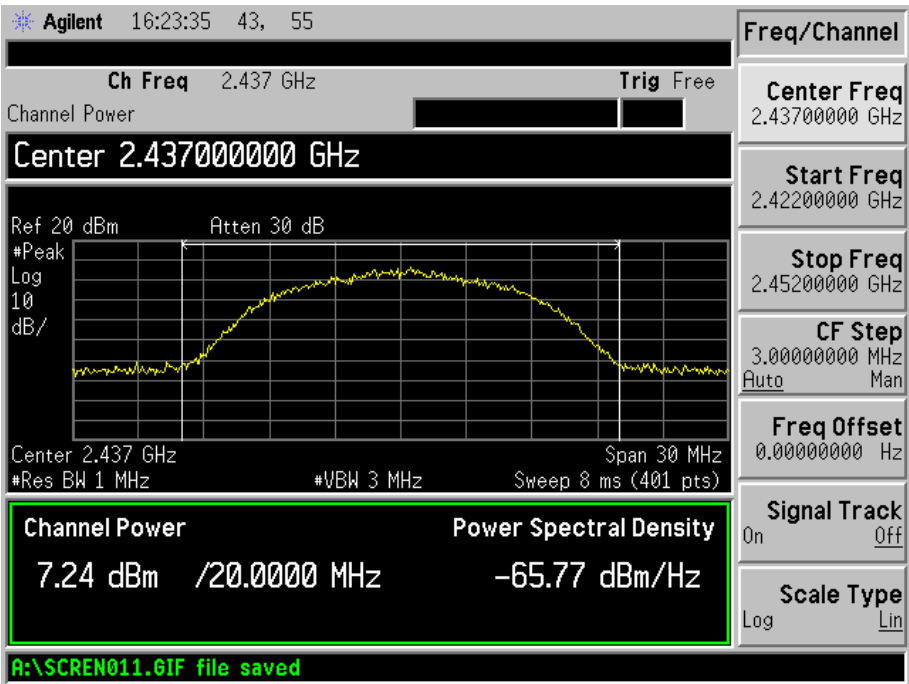 Agilent 16:23:35 43, 55
Ch Freq 2.437 GHz Trig Free
Channel Power
Center 2.437000000 GHz
Ref 20 dBm Atten 30 dB
#Peak
Log
10
dB/
Center 2.437 GHz Span 30 MHz
#Res BW 1 MHz #VBW 3 MHz Sweep 8 ms (401 pts)
Channel Power Power Spectral Density
7.24 dBm /20.0000 MHz -65.77 dBm/Hz
A:\SCREN011.GIF file saved
Freq/Channel
Center Freq
2.43700000 GHz
Start Freq
2.42200000 GHz
Stop Freq
2.45200000 GHz
CF Step
3.00000000 MHz
Auto Man
Freq Offset
0.00000000 Hz
Signal Track
On Off
Scale Type
Log Lin